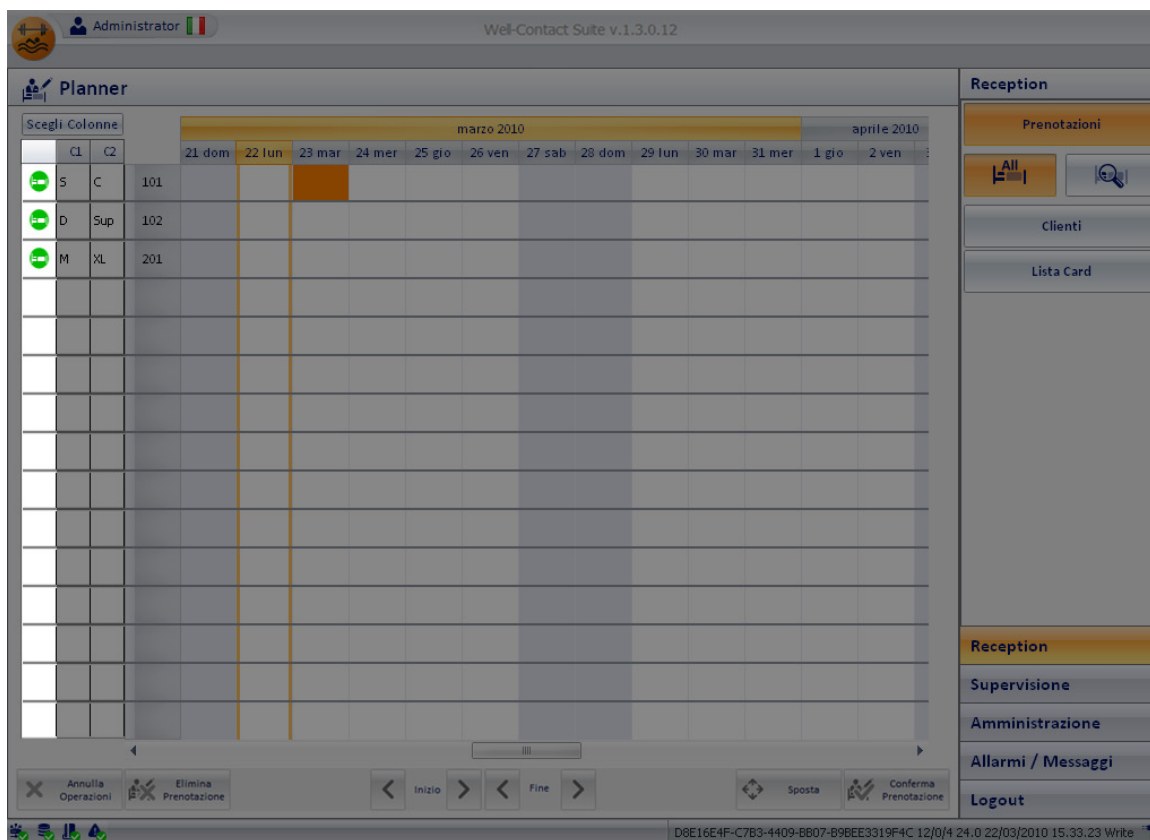 Administrator
Well-Contact Suite v.1.3.0.12
Planner
Scegli Colonne
marzo 2010 aprile 2010
C1 C2 21 dom 22 lun 23 mar 24 mer 25 gio 26 ven 27 sab 28 dom 29 lun 30 mar 31 mer 1 gio 2 ven
S C 101
D Sup 102
M XL 201
Annulla Operazioni
Elimina Prenotazione
Inizio
Fine
Sposta
Conferma Prenotazione
Reception
Prenotazioni
All
Clienti
Lista Card
Reception
Supervisione
Amministrazione
Allarmi / Messaggi
Logout
D8E16E4F-C7B3-4409-BB07-B9BEE3319F4C 12/0/4 24.0 22/03/2010 15.33.23 Write